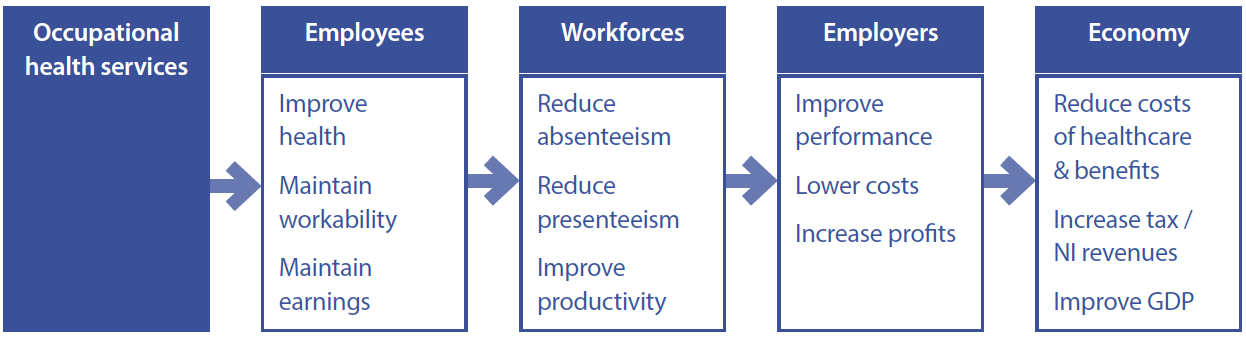 Occupational
health services
Employees
Improve
health
Maintain
workability
Maintain
earnings
Workforces
Reduce
absenteeism
Reduce
presenteeism
Improve
productivity
Employers
Improve
performance
Lower costs
Increase profits
Economy
Reduce costs
of healthcare
& benefits
Increase tax /
NI revenues
Improve GDP